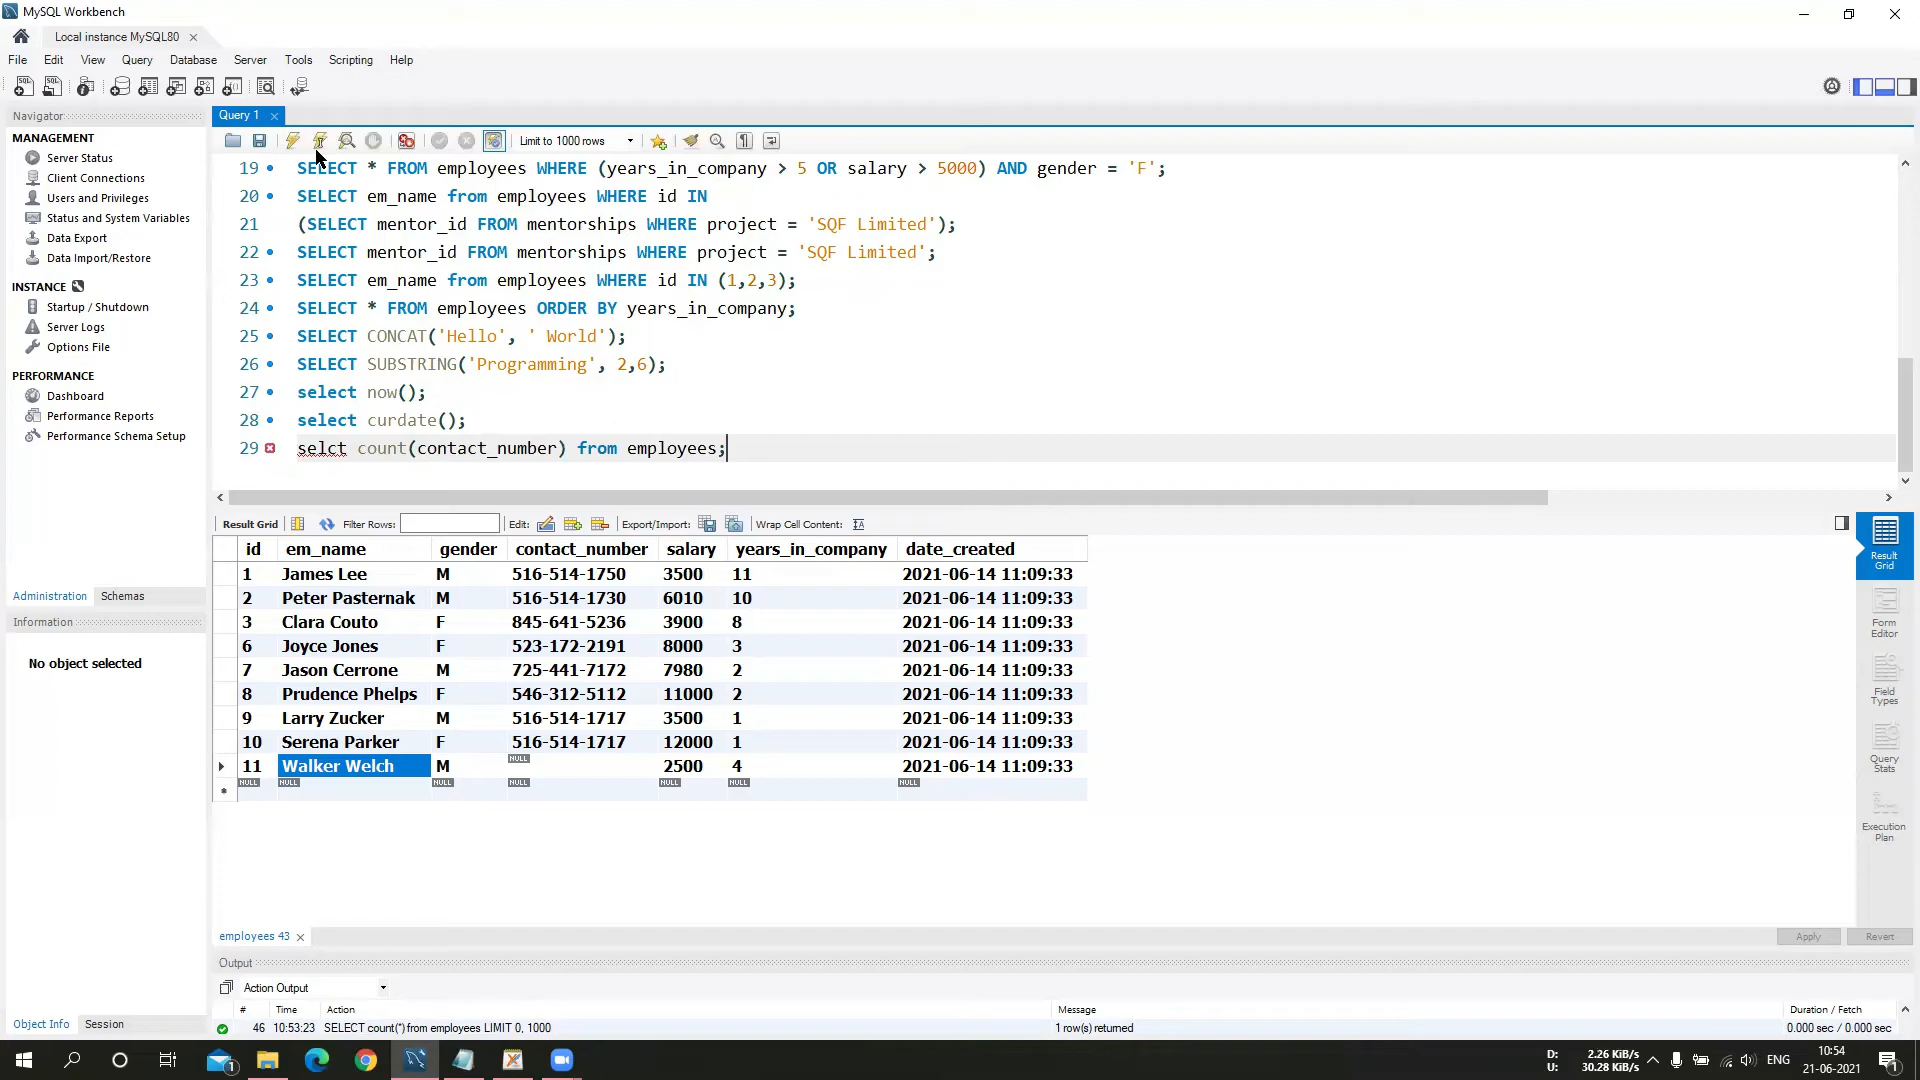 MySQL Workbench
Local instance MySQL80
File Edit View Query Database Server Tools Scripting Help
Navigator
MANAGEMENT
Server Status
Client Connections
Users and Privileges
Status and System Variables
Data Export
Data Import/Restore
INSTANCE
Startup / Shutdown
Server Logs
Options File
PERFORMANCE
Dashboard
Performance Reports
Performance Schema Setup
Administration Schemas
Information
No object selected
Object Info Session
Query 1
Limit to 1000 rows
19 SELECT * FROM employees WHERE (years_in_company > 5 OR salary > 5000) AND gender = 'F';
20 SELECT em_name from employees WHERE id IN
21 (SELECT mentor_id FROM mentorships WHERE project = 'SQF Limited');
22 SELECT mentor_id FROM mentorships WHERE project = 'SQF Limited';
23 SELECT em_name from employees WHERE id IN (1,2,3);
24 SELECT * FROM employees ORDER BY years_in_company;
25 SELECT CONCAT('Hello', ' World');
26 SELECT SUBSTRING('Programming', 2,6);
27 select now();
28 select curdate();
29 selct count(contact_number) from employees;
Result Grid Filter Rows: Edit: Export/Import: Wrap Cell Content:
id em_name gender contact_number salary years_in_company date_created
1 James Lee M 516-514-1750 3500 11 2021-06-14 11:09:33
2 Peter Pasternak M 516-514-1730 6010 10 2021-06-14 11:09:33
3 Clara Couto F 845-641-5236 3900 8 2021-06-14 11:09:33
6 Joyce Jones F 523-172-2191 8000 3 2021-06-14 11:09:33
7 Jason Cerrone M 725-441-7172 7980 2 2021-06-14 11:09:33
8 Prudence Phelps F 546-312-5112 11000 2 2021-06-14 11:09:33
9 Larry Zucker M 516-514-1717 3500 1 2021-06-14 11:09:33
10 Serena Parker F 516-514-1717 12000 1 2021-06-14 11:09:33
11 Walker Welch M NULL 2500 4 2021-06-14 11:09:33
NULL NULL NULL NULL NULL NULL NULL
Result Grid
Form Editor
Field Types
Query Stats
Execution Plan
employees 43
Apply Revert
Output
Action Output
# Time Action Message Duration / Fetch
46 10:53:23 SELECT count(*) from employees LIMIT 0, 1000 1 row(s) returned 0.000 sec / 0.000 sec
D: 2.26 KiB/s
U: 30.28 KiB/s
ENG
10:54
21-06-2021